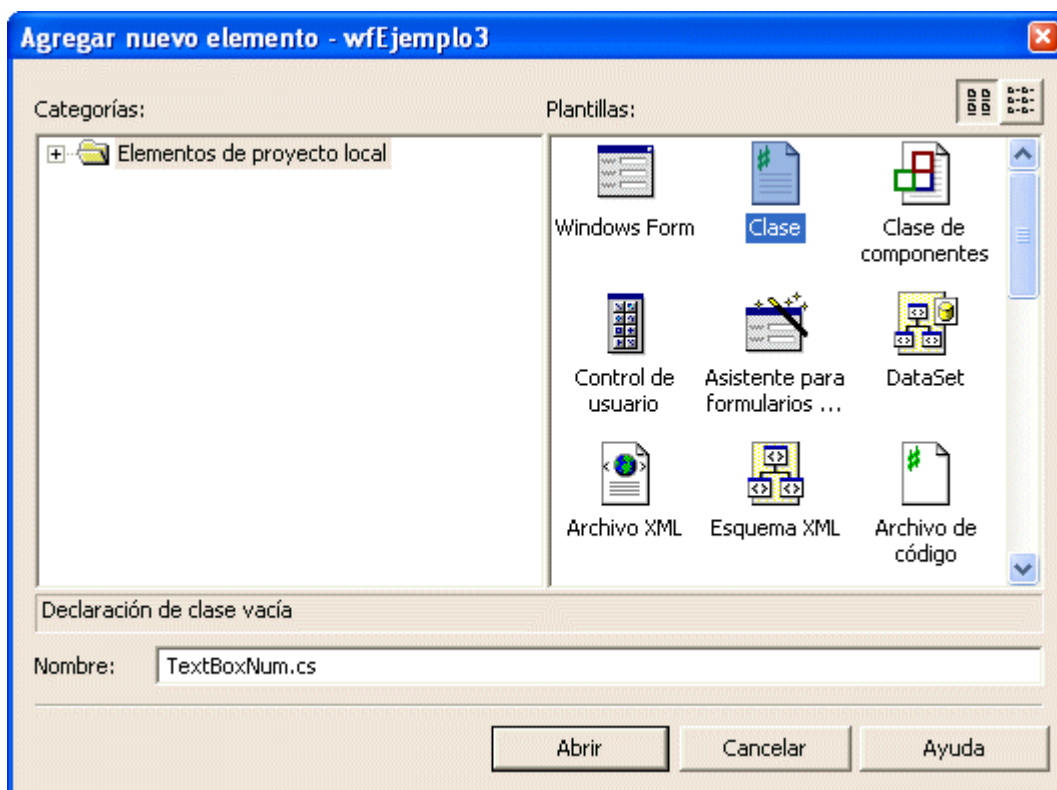 Agregar nuevo elemento - wfEjemplo3
Categorías:
Plantillas:
Elementos de proyecto local
Windows Form
Clase
Clase de
componentes
Control de
usuario
Asistente para
formularios ...
DataSet
Archivo XML
Esquema XML
Archivo de
código
Declaración de clase vacía
Nombre:
TextBoxNum.cs
Abrir
Cancelar
Ayuda